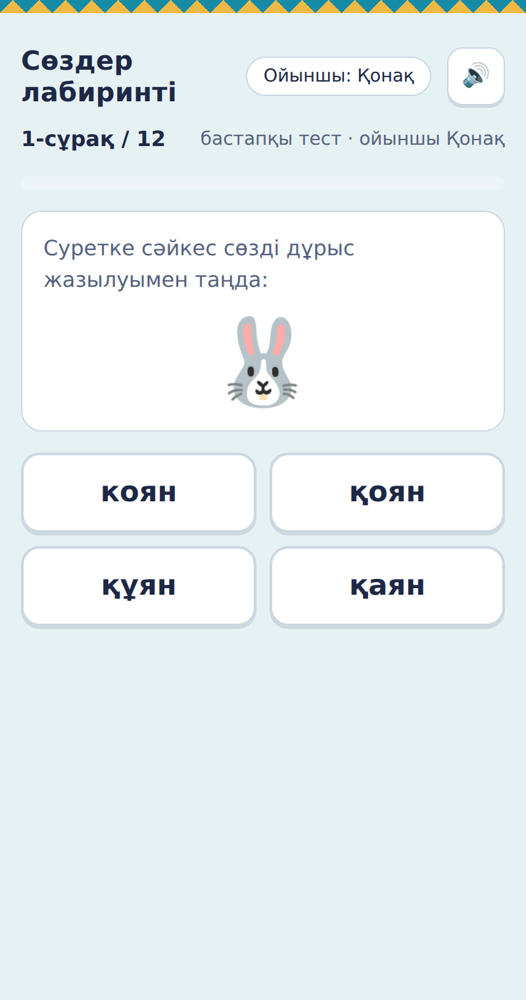 Сөздер
лабиринті
Ойыншы: Қонақ
1-сұрақ / 12
бастапқы тест · ойыншы Қонақ
Суретке сәйкес сөзді дұрыс
жазылуымен таңда:
коян
қоян
құян
қаян